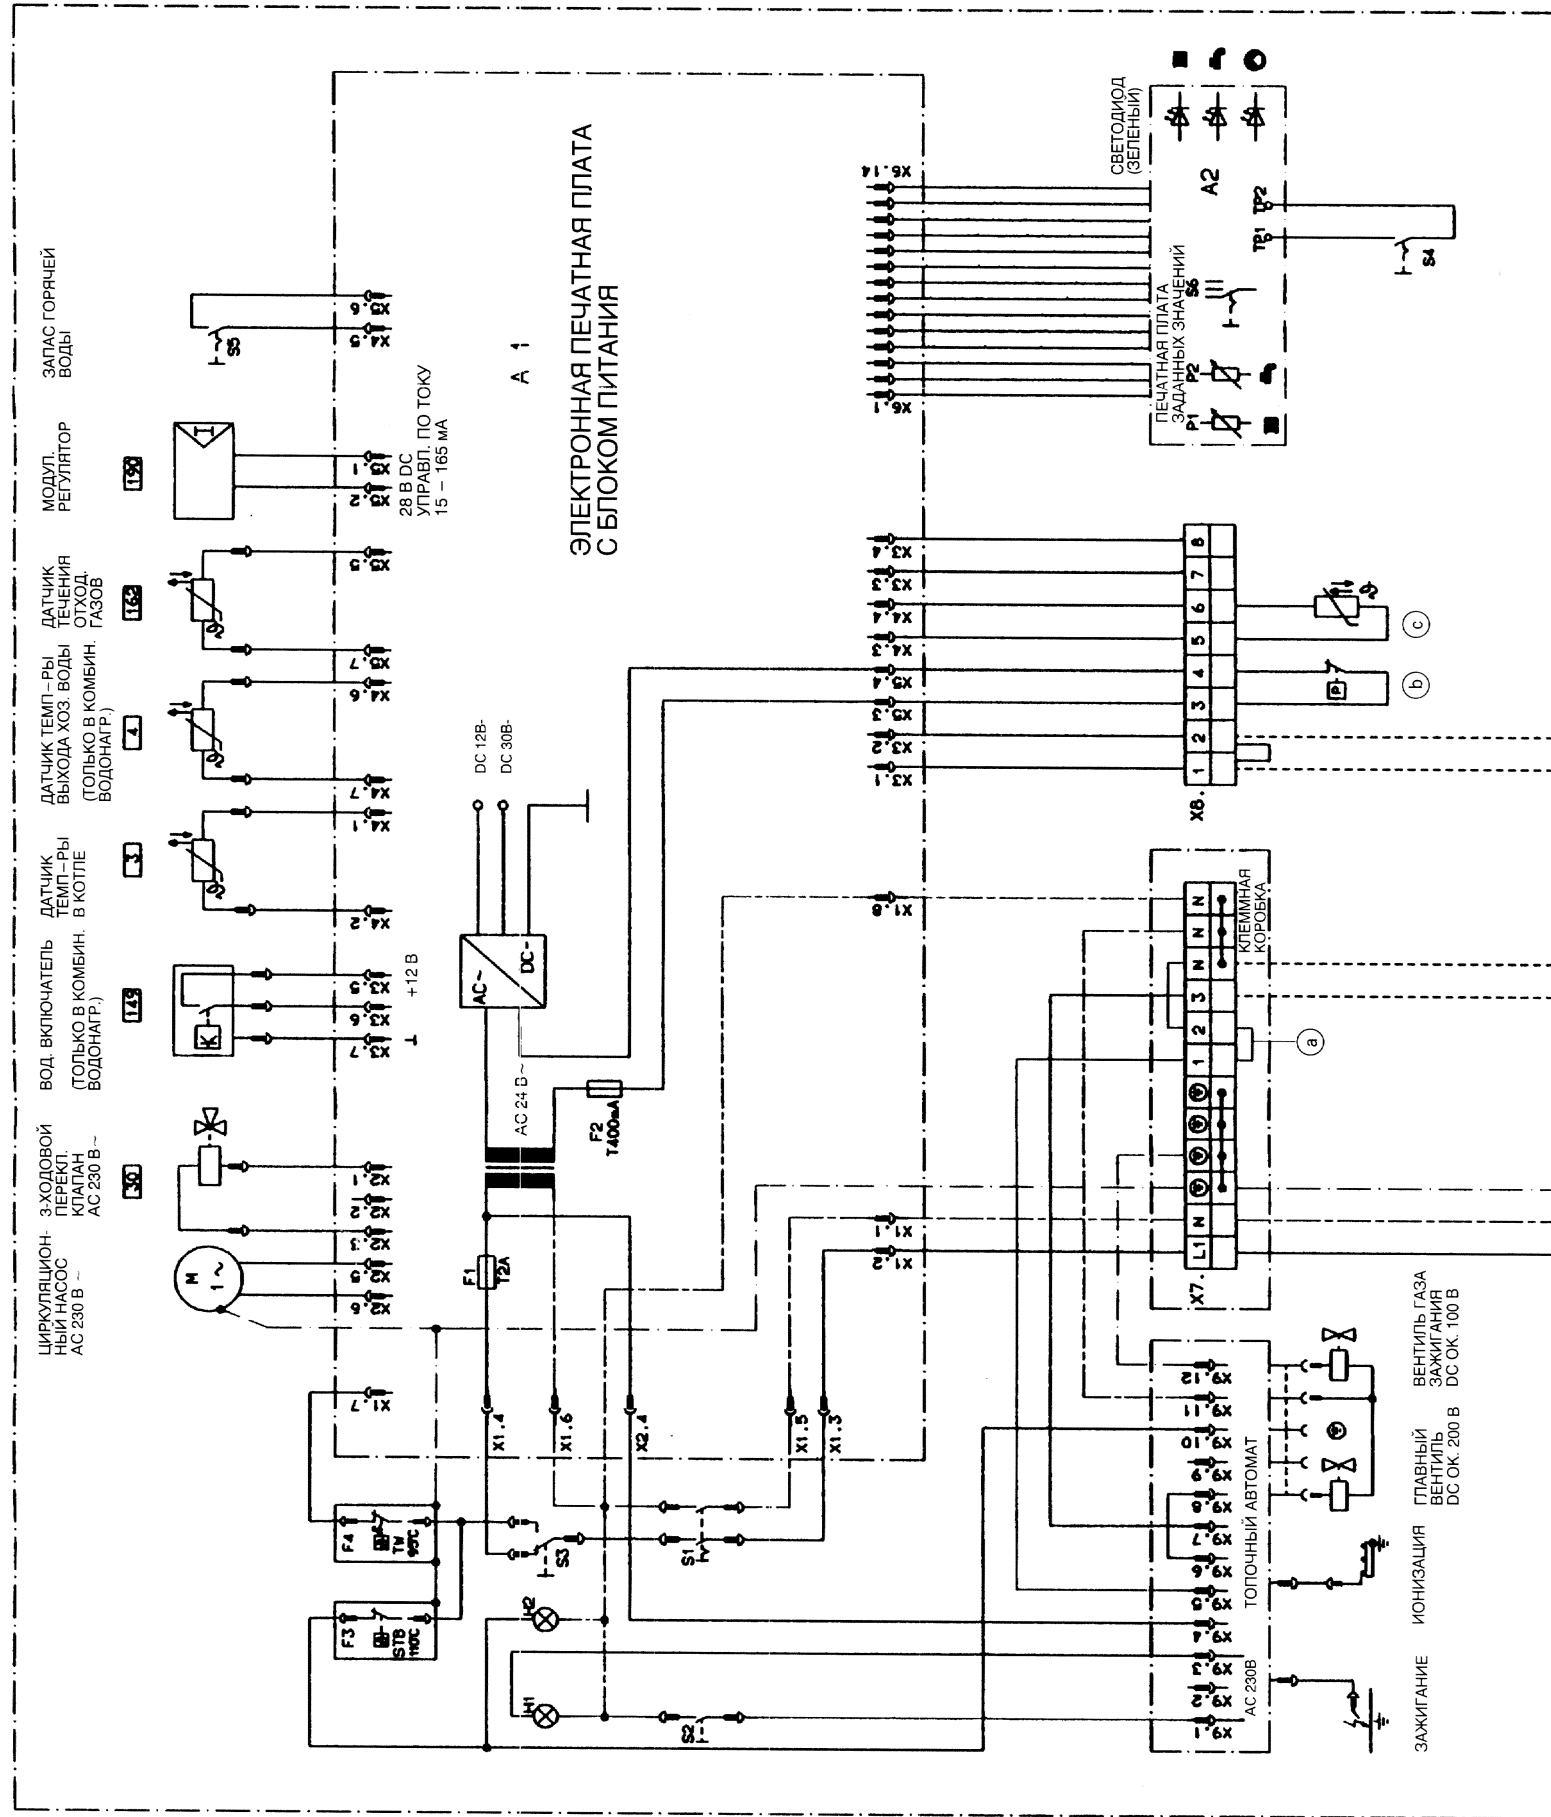 ЦИРКУЛЯЦИОН-
НЫЙ НАСОС
АС 230 В ~
3-ХОДОВОЙ
ПЕРЕКЛ.
КЛАПАН
АС 230 В ~
ВОД. ВКЛЮЧАТЕЛЬ
(ТОЛЬКО В КОМБИН.
ВОДОНАГР.)
ДАТЧИК
ТЕМП-РЫ
В КОТЛЕ
ДАТЧИК ТЕМП-РЫ
ВЫХОДА ХОЗ. ВОДЫ
(ТОЛЬКО В КОМБИН.
ВОДОНАГР.)
ДАТЧИК
ТЕЧЕНИЯ
ОТХОД.
ГАЗОВ
МОДУЛ.
РЕГУЛЯТОР
ЗАПАС ГОРЯЧЕЙ
ВОДЫ
30
149
3
4
162
190
M
1 ~
K
I
S5
X1.7
X2.6
X2.5
X2.3
X2.2
X2.1
X3.7
X3.6
X3.5
X4.2
X4.1
X4.7
X4.6
X5.7
X5.5
X5.2
X5.1
X4.5
X5.6
+12 В
28 В DC
УПРАВЛ. ПО ТОКУ
15 – 165 мА
A 1
ЭЛЕКТРОННАЯ ПЕЧАТНАЯ ПЛАТА
С БЛОКОМ ПИТАНИЯ
F3
STB
110°C
F4
TW
95°C
H1
H2
S2
S3
S1
X1.4
X1.6
X2.4
X1.5
X1.3
F1
T2A
F2
T400mA
АС 24 В ~
AC~
DC-
DC 12В-
DC 30В-
X1.2
X1.1
X1.8
X3.1
X3.2
X5.3
X5.4
X4.3
X4.4
X3.3
X3.4
X6.1
X6.14
X9.1
X9.2
X9.3
X9.4
X9.5
X9.6
X9.7
X9.8
X9.9
X9.10
X9.11
X9.12
АС 230В
ТОПОЧНЫЙ АВТОМАТ
X7.
L1 N 1 2 3 N N N
КЛЕММНАЯ
КОРОБКА
a
X8.
1 2 3 4 5 6 7 8
P
b
c
ПЕЧАТНАЯ ПЛАТА
ЗАДАННЫХ ЗНАЧЕНИЙ
P1
P2
S6
TP1
TP2
A2
S4
СВЕТОДИОД
(ЗЕЛЕНЫЙ)
ЗАЖИГАНИЕ
ИОНИЗАЦИЯ
ГЛАВНЫЙ
ВЕНТИЛЬ
DC ОК. 200 В
ВЕНТИЛЬ ГАЗА
ЗАЖИГАНИЯ
DC ОК. 100 В